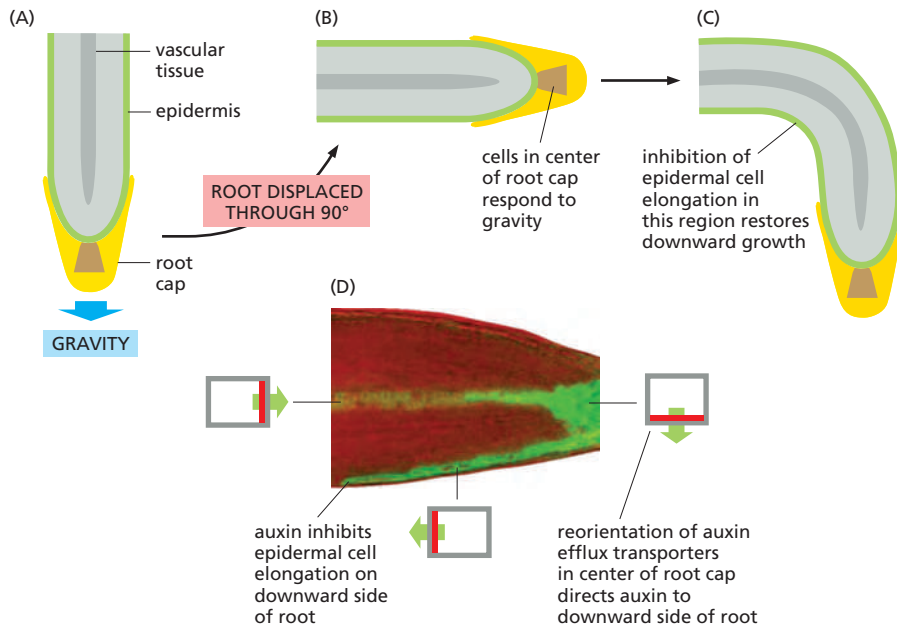 (A)
vascular
tissue
epidermis
root
cap
GRAVITY
ROOT DISPLACED
THROUGH 90°
(B)
cells in center
of root cap
respond to
gravity
(C)
inhibition of
epidermal cell
elongation in
this region restores
downward growth
(D)
auxin inhibits
epidermal cell
elongation on
downward side
of root
reorientation of auxin
efflux transporters
in center of root cap
directs auxin to
downward side of root